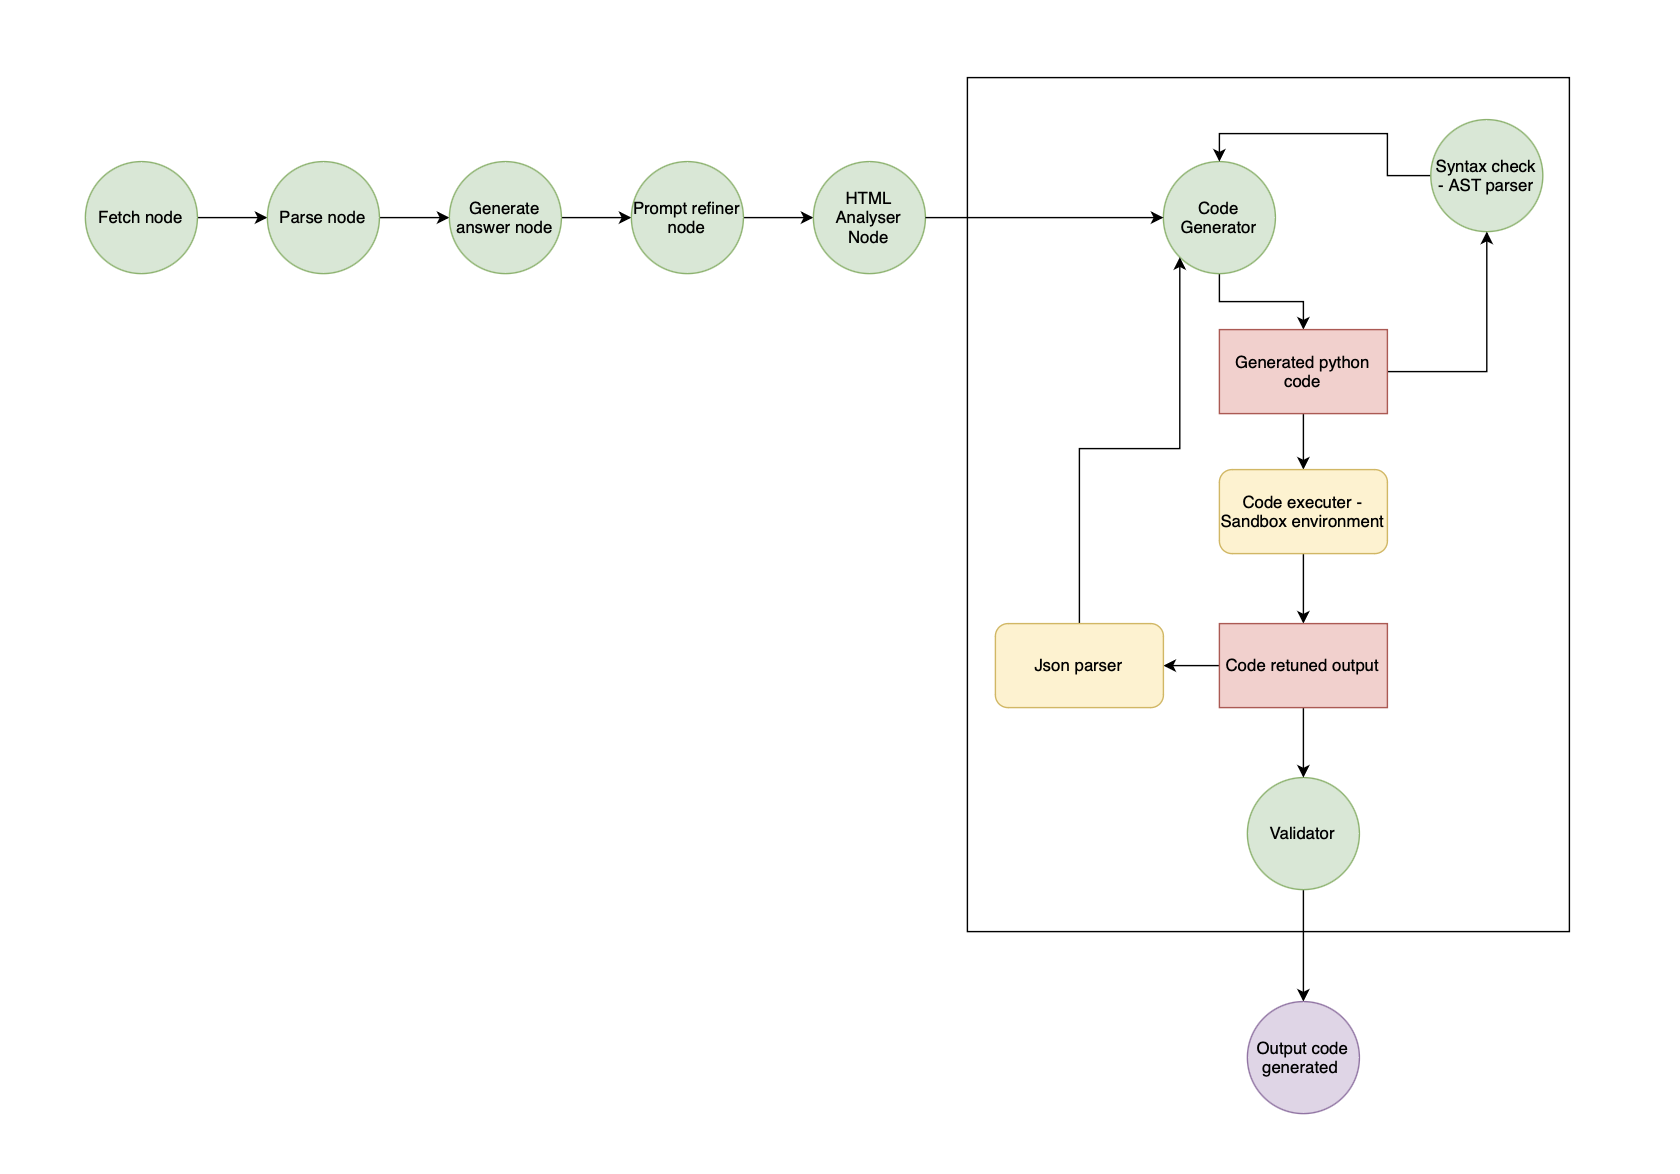 Fetch node
Parse node
Generate
answer node
Prompt refiner
node
HTML
Analyser
Node
Code
Generator
Syntax check
- AST parser
Generated python
code
Code executer -
Sandbox environment
Json parser
Code retuned output
Validator
Output code
generated